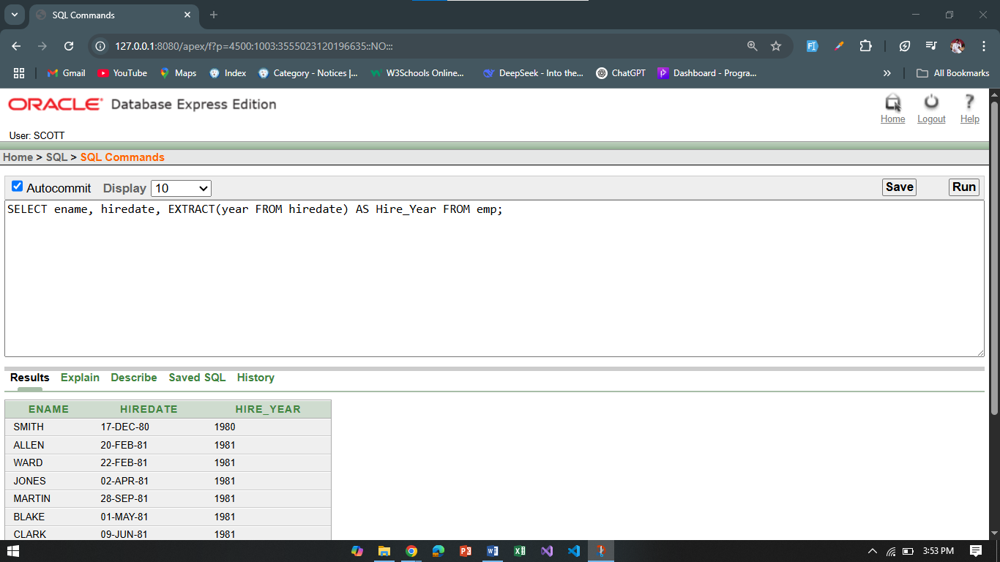 SQL Commands
127.0.0.1:8080/apex/f?p=4500:1003:3555023120196635::NO:::
Gmail YouTube Maps Index Category - Notices |... W3Schools Online... DeepSeek - Into the... ChatGPT Dashboard - Progra... » All Bookmarks
ORACLE Database Express Edition
Home Logout Help
User: SCOTT
Home > SQL > SQL Commands
Autocommit Display 10 Save Run
SELECT ename, hiredate, EXTRACT(year FROM hiredate) AS Hire_Year FROM emp;
Results Explain Describe Saved SQL History
ENAME HIREDATE HIRE_YEAR
SMITH 17-DEC-80 1980
ALLEN 20-FEB-81 1981
WARD 22-FEB-81 1981
JONES 02-APR-81 1981
MARTIN 28-SEP-81 1981
BLAKE 01-MAY-81 1981
CLARK 09-JUN-81 1981
3:53 PM